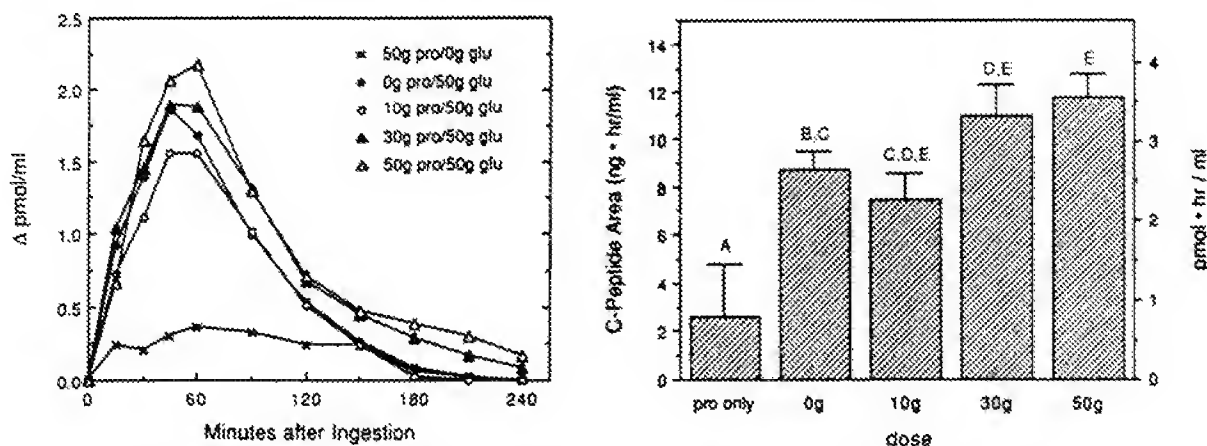 2.5
2.0
1.5
1.0
0.5
0.0
Δ pmol/ml
0 60 120 180 240
Minutes after Ingestion
50g pro/0g glu
0g pro/50g glu
10g pro/50g glu
30g pro/50g glu
50g pro/50g glu
14
12
10
8
6
4
2
0
C-Peptide Area (ng • hr/ml)
A
B,C
C,D,E
D,E
E
pro only 0g 10g 30g 50g
dose
4
3
2
1
0
pmol • hr / ml